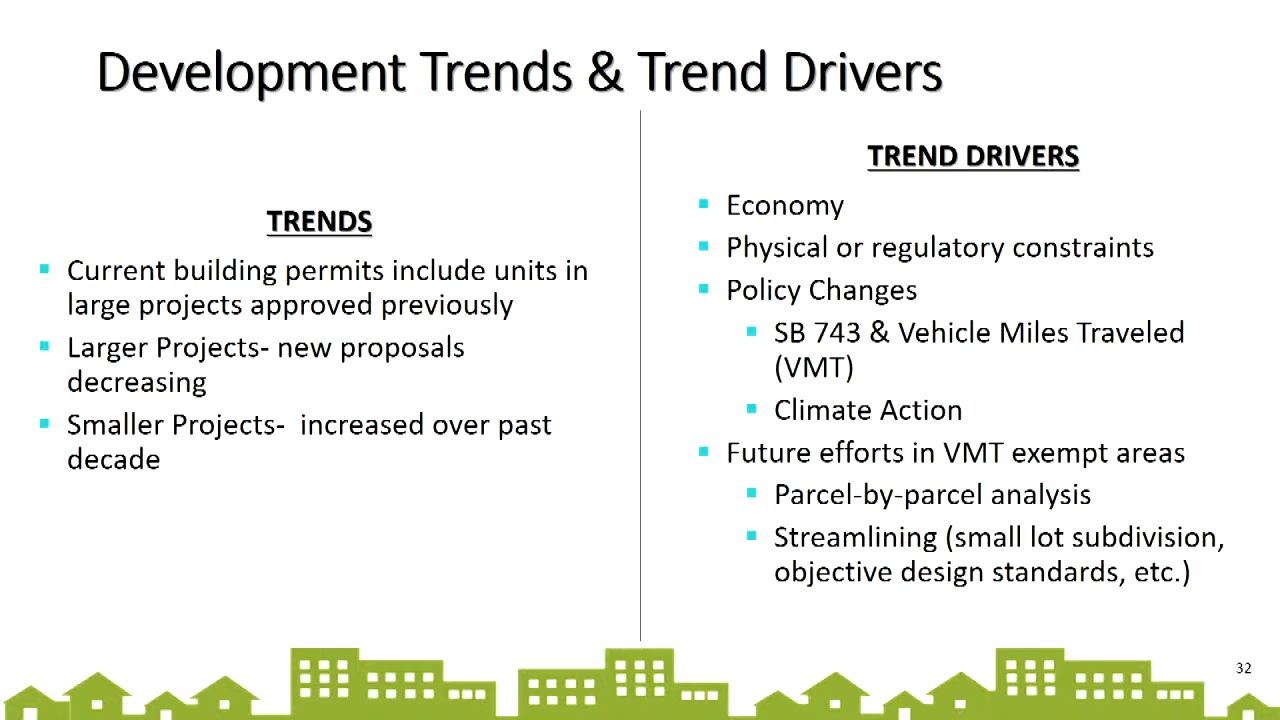 Development Trends & Trend Drivers
TRENDS
Current building permits include units in
large projects approved previously
Larger Projects- new proposals
decreasing
Smaller Projects-  increased over past
decade
TREND DRIVERS
Economy
Physical or regulatory constraints
Policy Changes
SB 743 & Vehicle Miles Traveled
(VMT)
Climate Action
Future efforts in VMT exempt areas
Parcel-by-parcel analysis
Streamlining (small lot subdivision,
objective design standards, etc.)
32